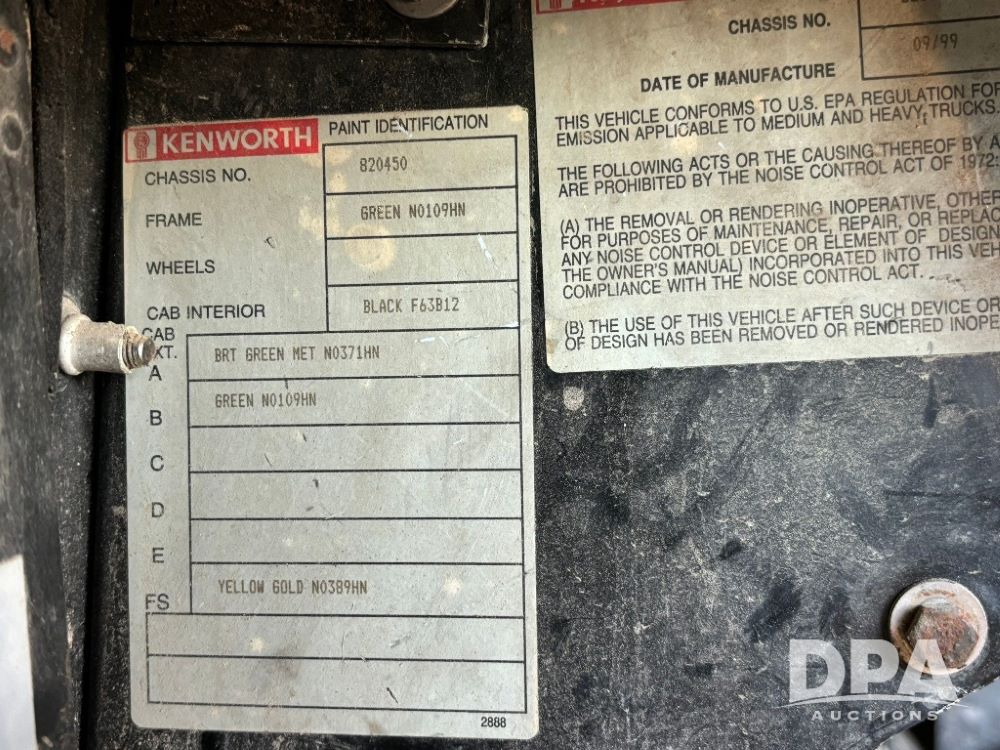 KENWORTH PAINT IDENTIFICATION
CHASSIS NO. 820450
FRAME GREEN N0109HN
WHEELS
CAB INTERIOR BLACK F63B12
CAB
XT.
A BRT GREEN MET N0371HN
B GREEN N0109HN
C
D
E
FS YELLOW GOLD N0389HN
2888
CHASSIS NO.
09/99
DATE OF MANUFACTURE
THIS VEHICLE CONFORMS TO U.S. EPA REGULATION FOR
EMISSION APPLICABLE TO MEDIUM AND HEAVY TRUCKS.
THE FOLLOWING ACTS OR THE CAUSING THEREOF BY A
ARE PROHIBITED BY THE NOISE CONTROL ACT OF 1972:
(A) THE REMOVAL OR RENDERING INOPERATIVE, OTHER
FOR PURPOSES OF MAINTENANCE, REPAIR, OR REPLAC
ANY NOISE CONTROL DEVICE OR ELEMENT OF DESIGN
THE OWNER'S MANUAL) INCORPORATED INTO THIS VEH
COMPLIANCE WITH THE NOISE CONTROL ACT.
(B) THE USE OF THIS VEHICLE AFTER SUCH DEVICE OR
OF DESIGN HAS BEEN REMOVED OR RENDERED INOPE
DPA
AUCTIONS